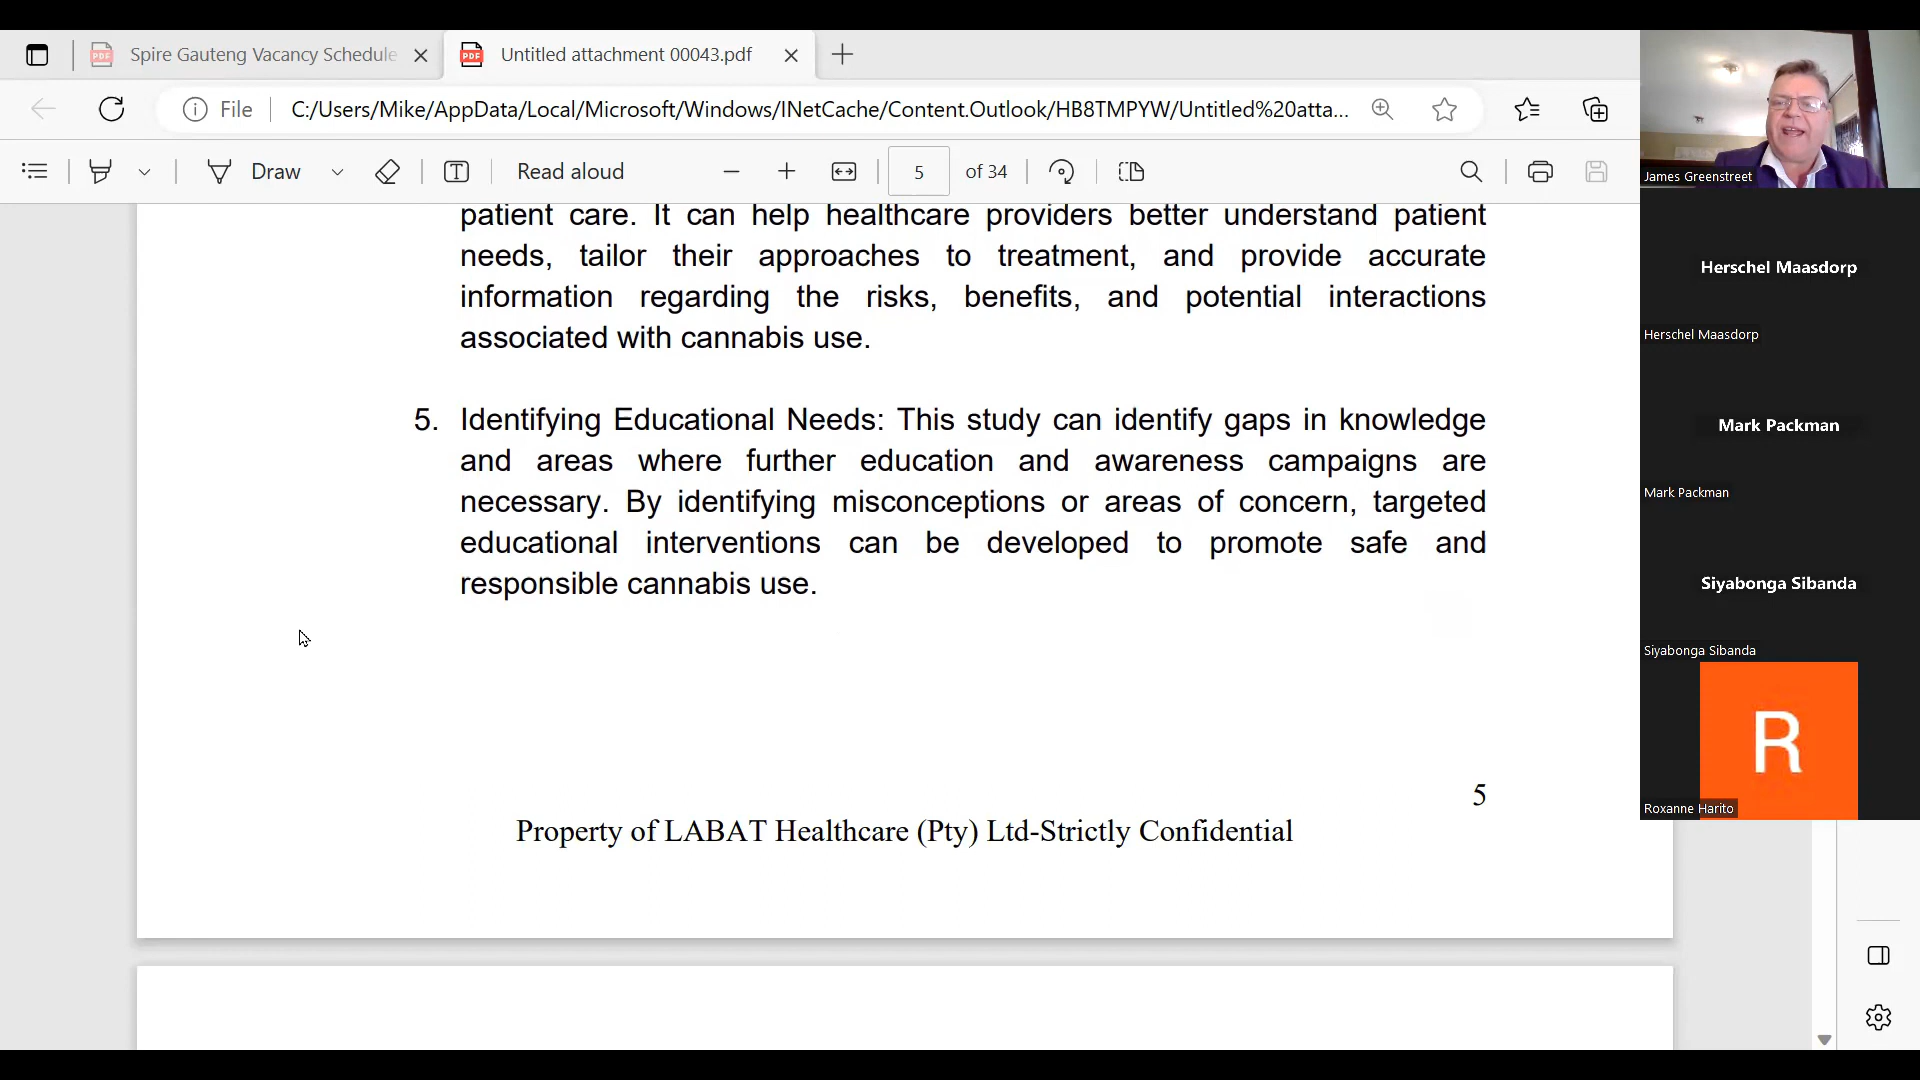 Spire Gauteng Vacancy Schedule
Untitled attachment 00043.pdf
File
C:/Users/Mike/AppData/Local/Microsoft/Windows/INetCache/Content.Outlook/HB8TMPYW/Untitled%20atta...
Draw
Read aloud
5
of 34
patient care. It can help healthcare providers better understand patient
needs, tailor their approaches to treatment, and provide accurate
information regarding the risks, benefits, and potential interactions
associated with cannabis use.
5. Identifying Educational Needs: This study can identify gaps in knowledge
and areas where further education and awareness campaigns are
necessary. By identifying misconceptions or areas of concern, targeted
educational interventions can be developed to promote safe and
responsible cannabis use.
5
Property of LABAT Healthcare (Pty) Ltd-Strictly Confidential
James Greenstreet
Herschel Maasdorp
Herschel Maasdorp
Mark Packman
Mark Packman
Siyabonga Sibanda
Siyabonga Sibanda
R
Roxanne Harito